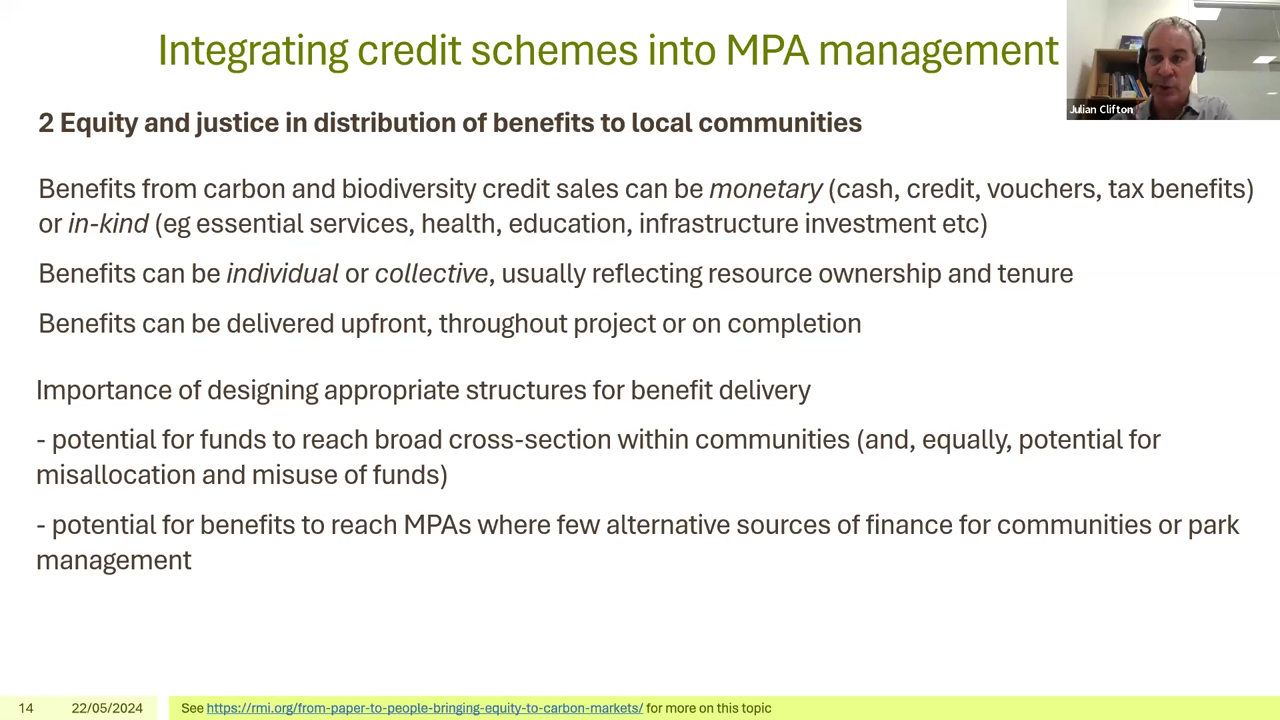 Integrating credit schemes into MPA management
Julian Clifton
2 Equity and justice in distribution of benefits to local communities
Benefits from carbon and biodiversity credit sales can be monetary (cash, credit, vouchers, tax benefits)
or in-kind (eg essential services, health, education, infrastructure investment etc)
Benefits can be individual or collective, usually reflecting resource ownership and tenure
Benefits can be delivered upfront, throughout project or on completion
Importance of designing appropriate structures for benefit delivery
- potential for funds to reach broad cross-section within communities (and, equally, potential for
misallocation and misuse of funds)
- potential for benefits to reach MPAs where few alternative sources of finance for communities or park
management
14 22/05/2024 See https://rmi.org/from-paper-to-people-bringing-equity-to-carbon-markets/ for more on this topic